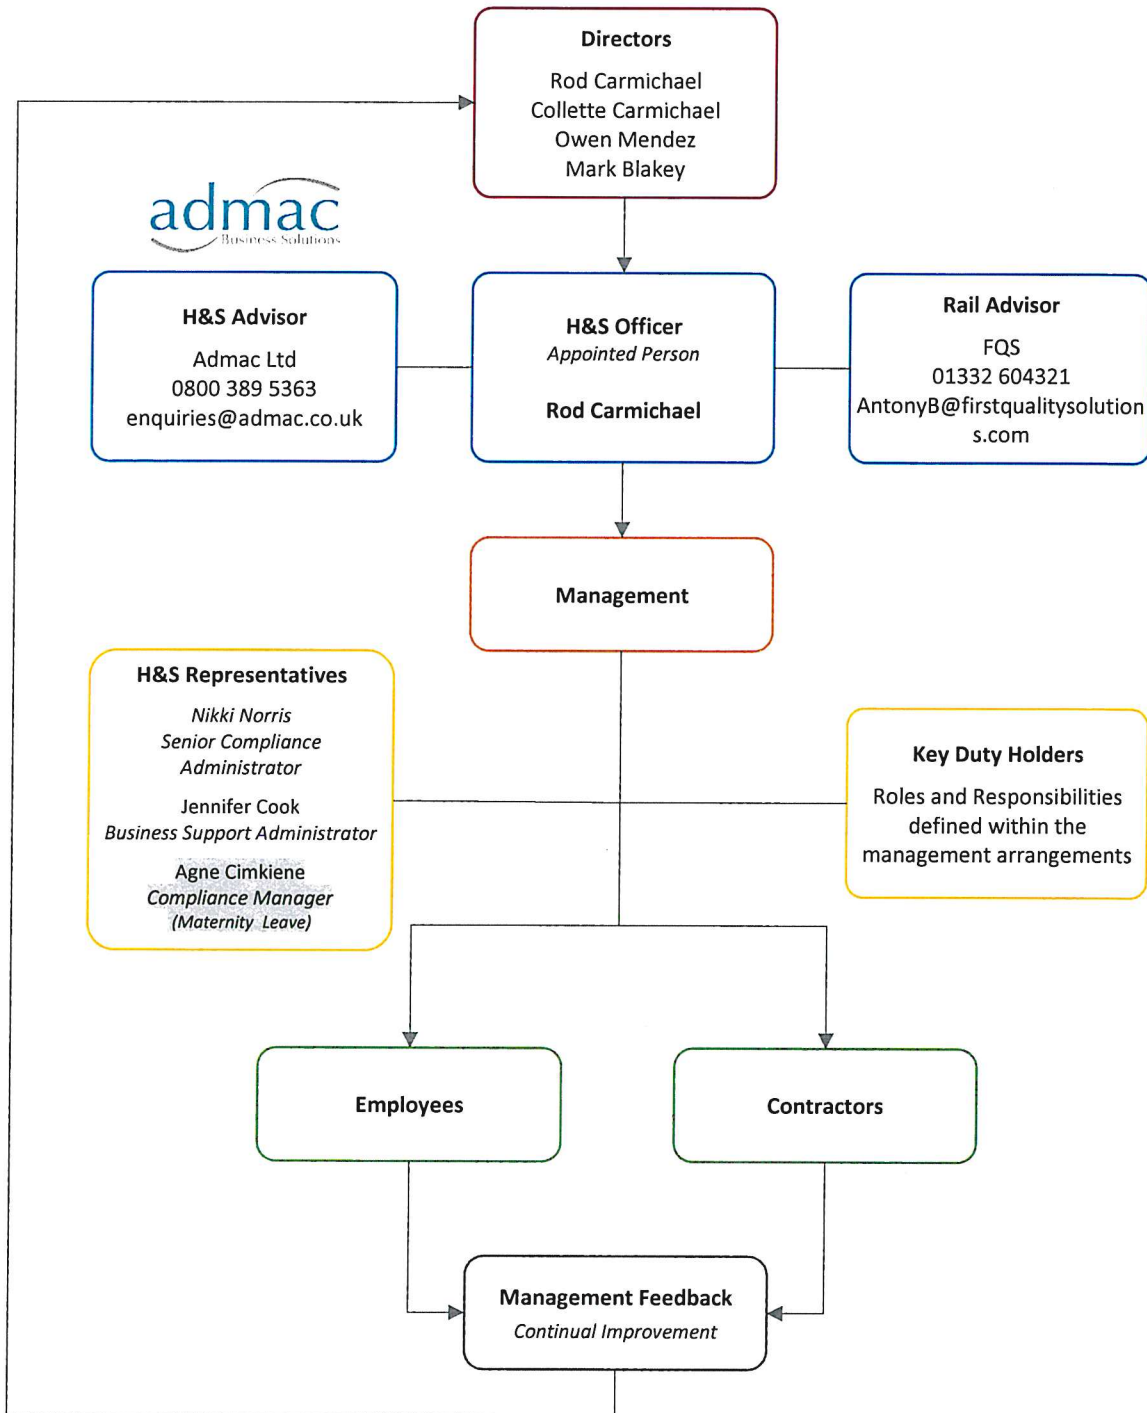 Directors
Rod Carmichael
Collette Carmichael
Owen Mendez
Mark Blakey
admac
Business Solutions
H&S Advisor
Admac Ltd
0800 389 5363
enquiries@admac.co.uk
H&S Officer
Appointed Person
Rod Carmichael
Rail Advisor
FQS
01332 604321
AntonyB@firstqualitysolution
s.com
Management
H&S Representatives
Nikki Norris
Senior Compliance
Administrator
Jennifer Cook
Business Support Administrator
Agne Cimkiene
Compliance Manager
(Maternity Leave)
Key Duty Holders
Roles and Responsibilities
defined within the
management arrangements
Employees
Contractors
Management Feedback
Continual Improvement